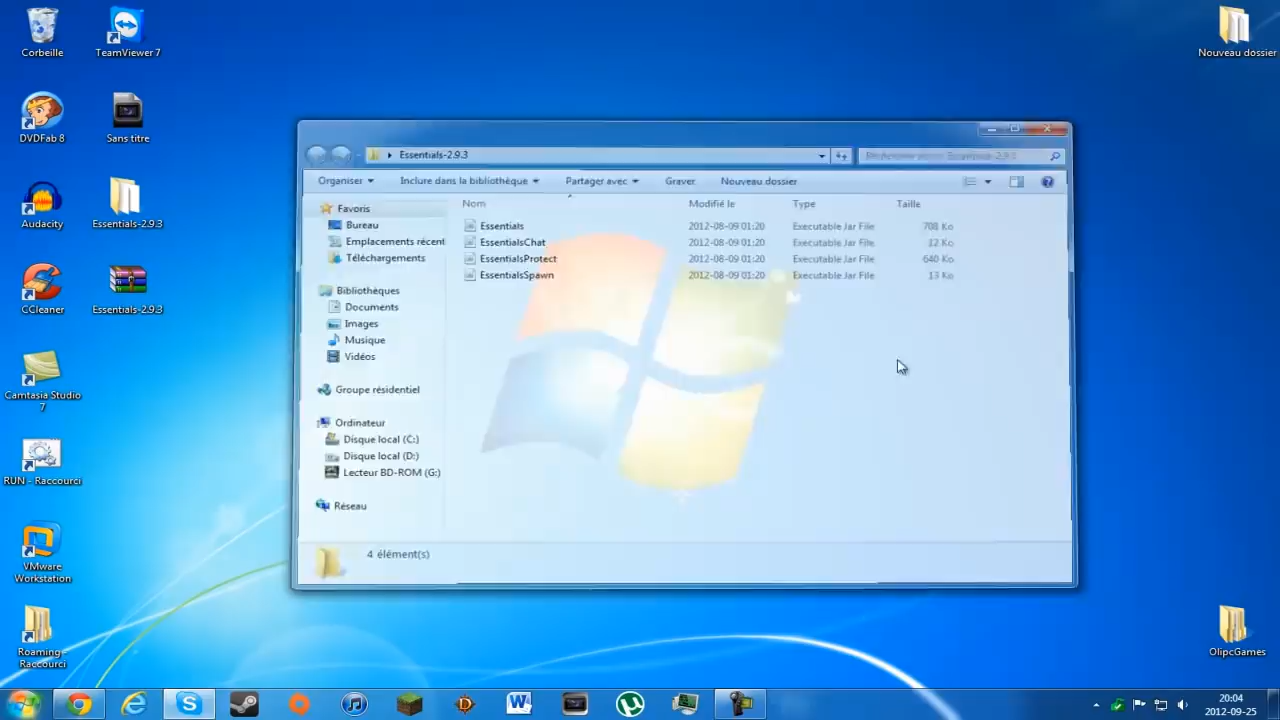 Corbeille
TeamViewer 7
DVDFab 8
Sans titre
Audacity
Essentials-2.9.3
CCleaner
Essentials-2.9.3
Camtasia Studio
7
RUN - Raccourci
VMware
Workstation
Roaming -
Raccourci
Nouveau dossier
OlipcGames
Essentials-2.9.3
Organiser
Inclure dans la bibliothèque
Partager avec
Graver
Nouveau dossier
Favoris
Bureau
Emplacements récent
Téléchargements
Bibliothèques
Documents
Images
Musique
Vidéos
Groupe résidentiel
Ordinateur
Disque local (C:)
Disque local (D:)
Lecteur BD-ROM (G:)
Réseau
Nom Modifié le Type Taille
Essentials 2012-08-09 01:20 Executable Jar File 708 Ko
EssentialsChat 2012-08-09 01:20 Executable Jar File 12 Ko
EssentialsProtect 2012-08-09 01:20 Executable Jar File 640 Ko
EssentialsSpawn 2012-08-09 01:20 Executable Jar File 13 Ko
4 élément(s)
20:04
2012-09-25